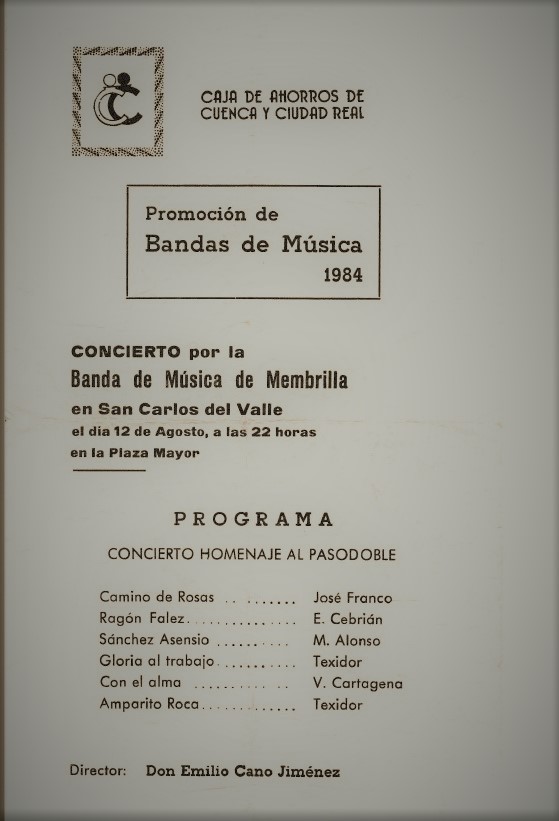 CAJA DE AHORROS DE
CUENCA Y CIUDAD REAL
Promoción de
Bandas de Música
1984
CONCIERTO por la
Banda de Música de Membrilla
en San Carlos del Valle
el dia 12 de Agosto, a las 22 horas
en la Plaza Mayor
PROGRAMA
CONCIERTO HOMENAJE AL PASODOBLE
Camino de Rosas .. ....... José Franco
Ragón Falez............... E. Cebrián
Sánchez Asensio .......... M. Alonso
Gloria al trabajo........... Texidor
Con el alma ............ V. Cartagena
Amparito Roca............. Texidor
Director: Don Emilio Cano Jiménez